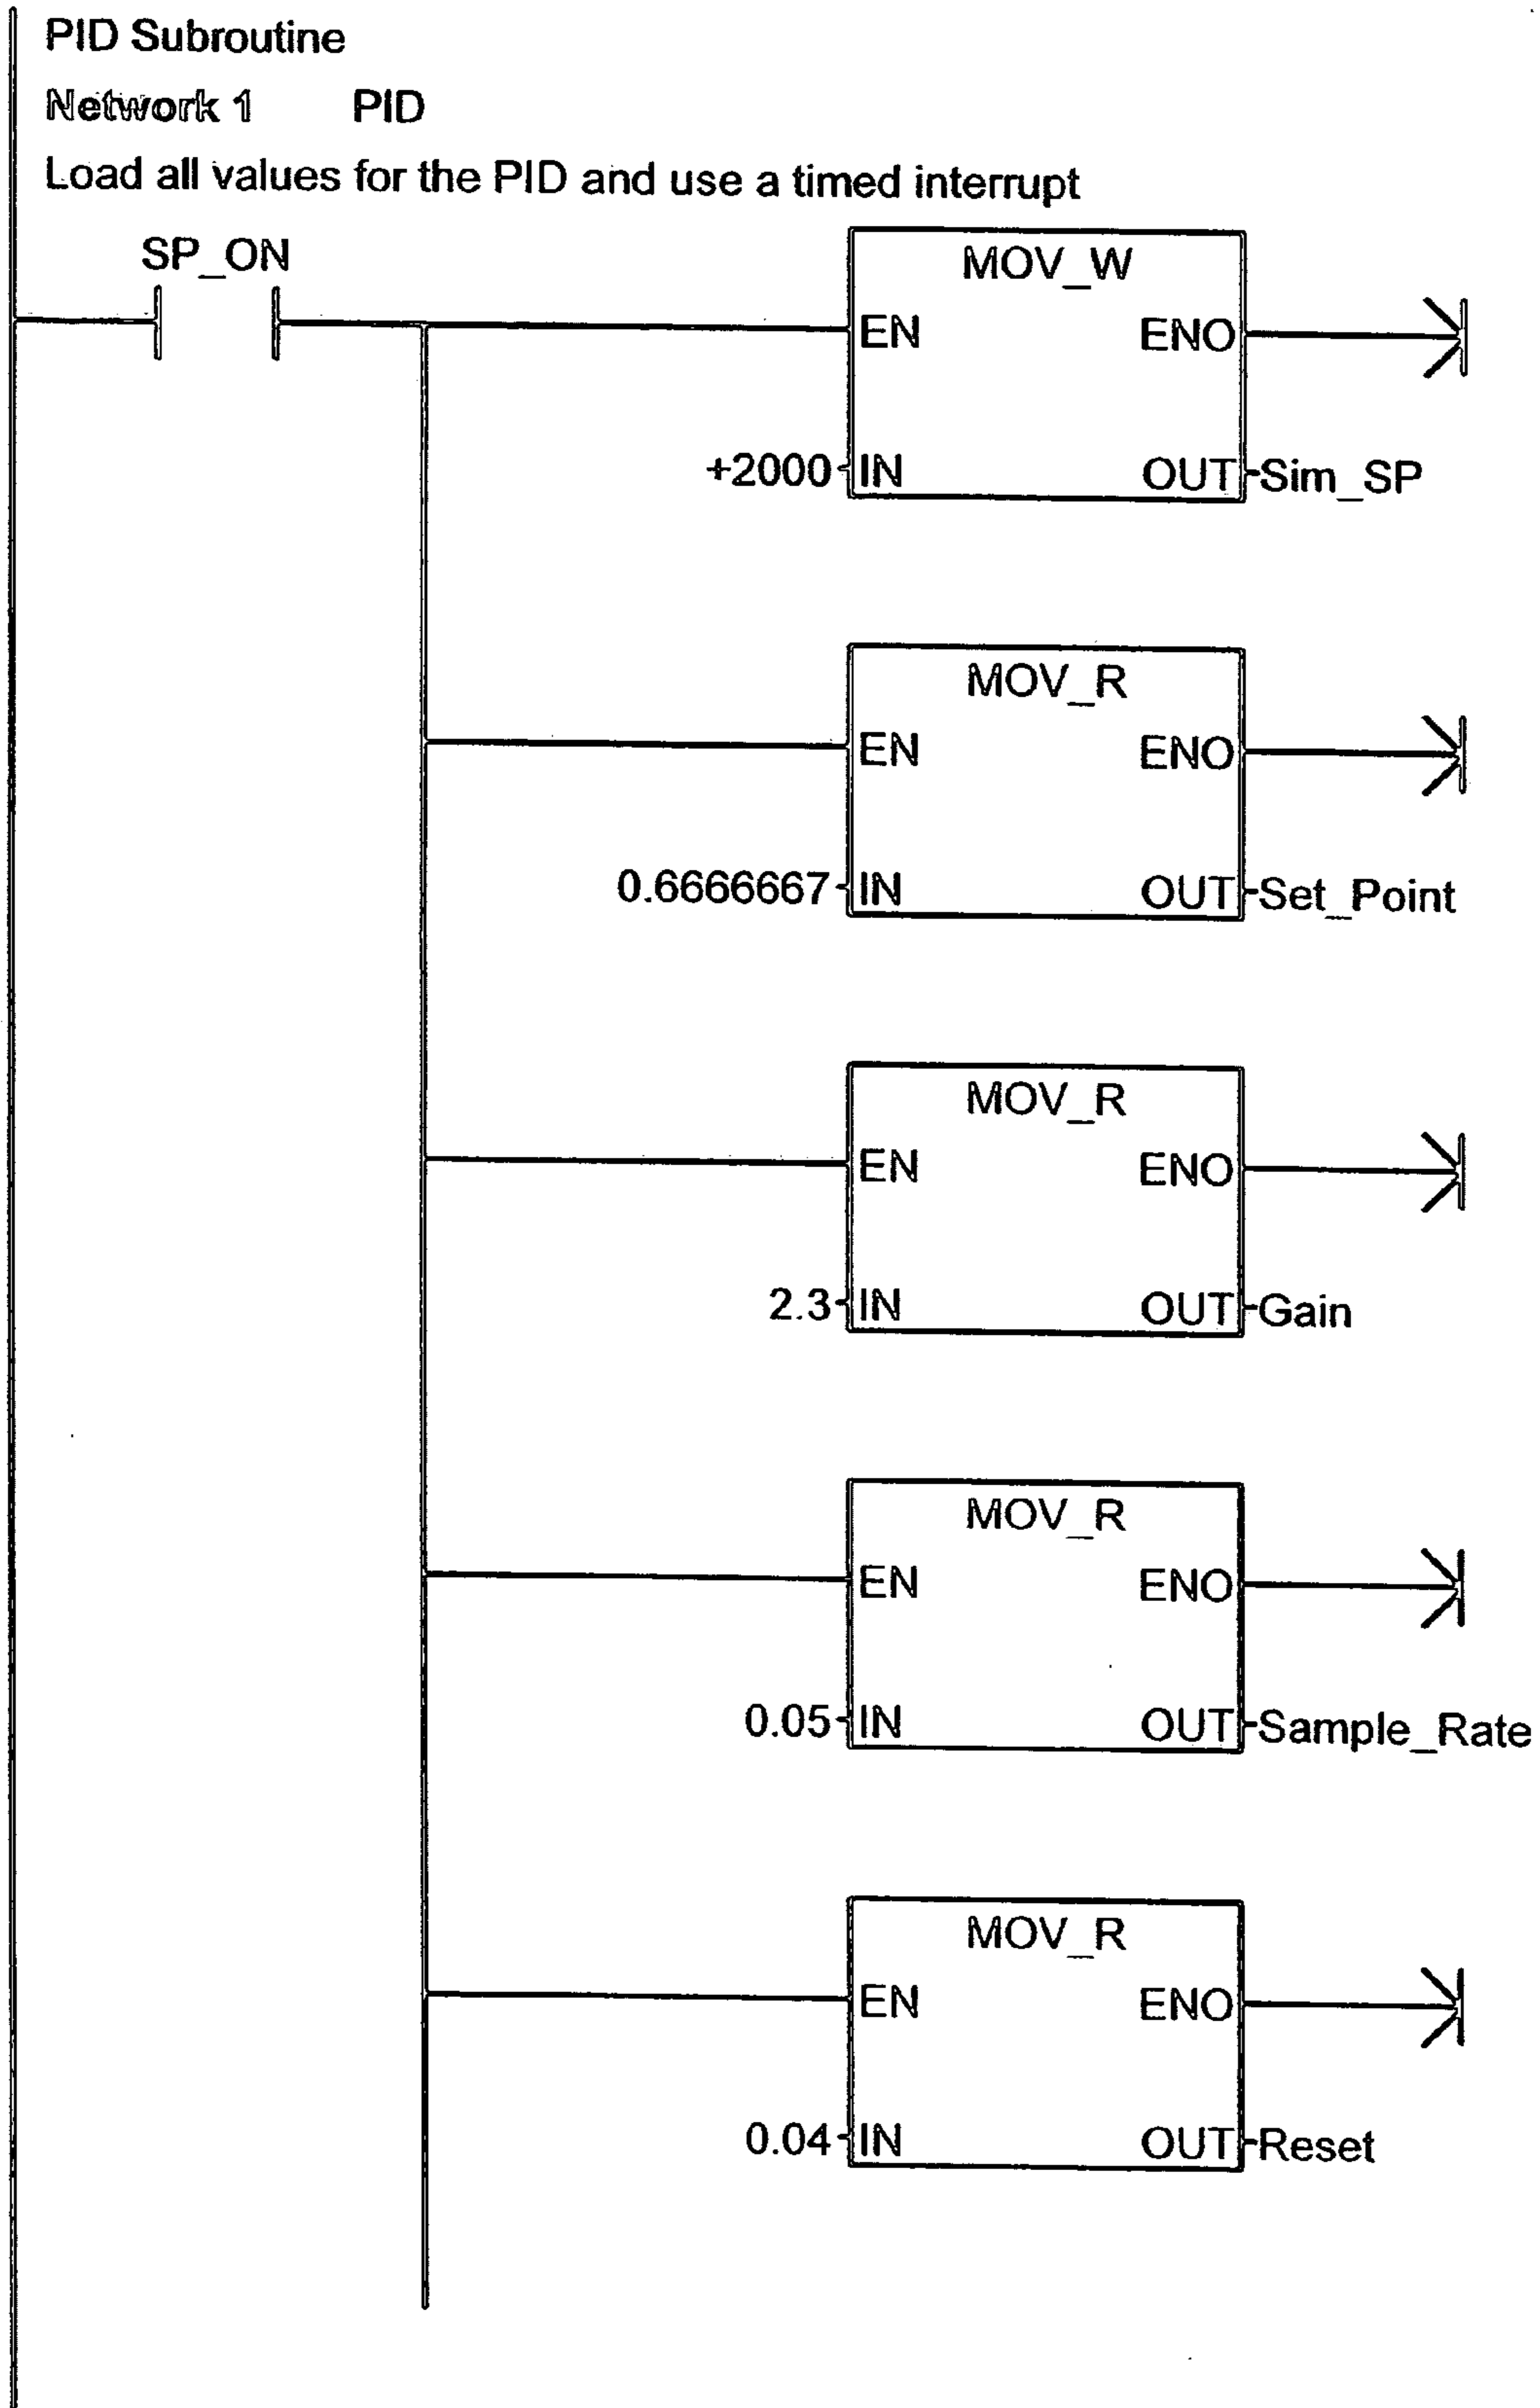 PID Subroutine
Network 1 PID
Load all values for the PID and use a timed interrupt
SP_ON
MOV_W
EN ENO
+2000 IN OUT Sim_SP
MOV_R
EN ENO
0.6666667 IN OUT Set_Point
MOV_R
EN ENO
2.3 IN OUT Gain
MOV_R
EN ENO
0.05 IN OUT Sample_Rate
MOV_R
EN ENO
0.04 IN OUT Reset